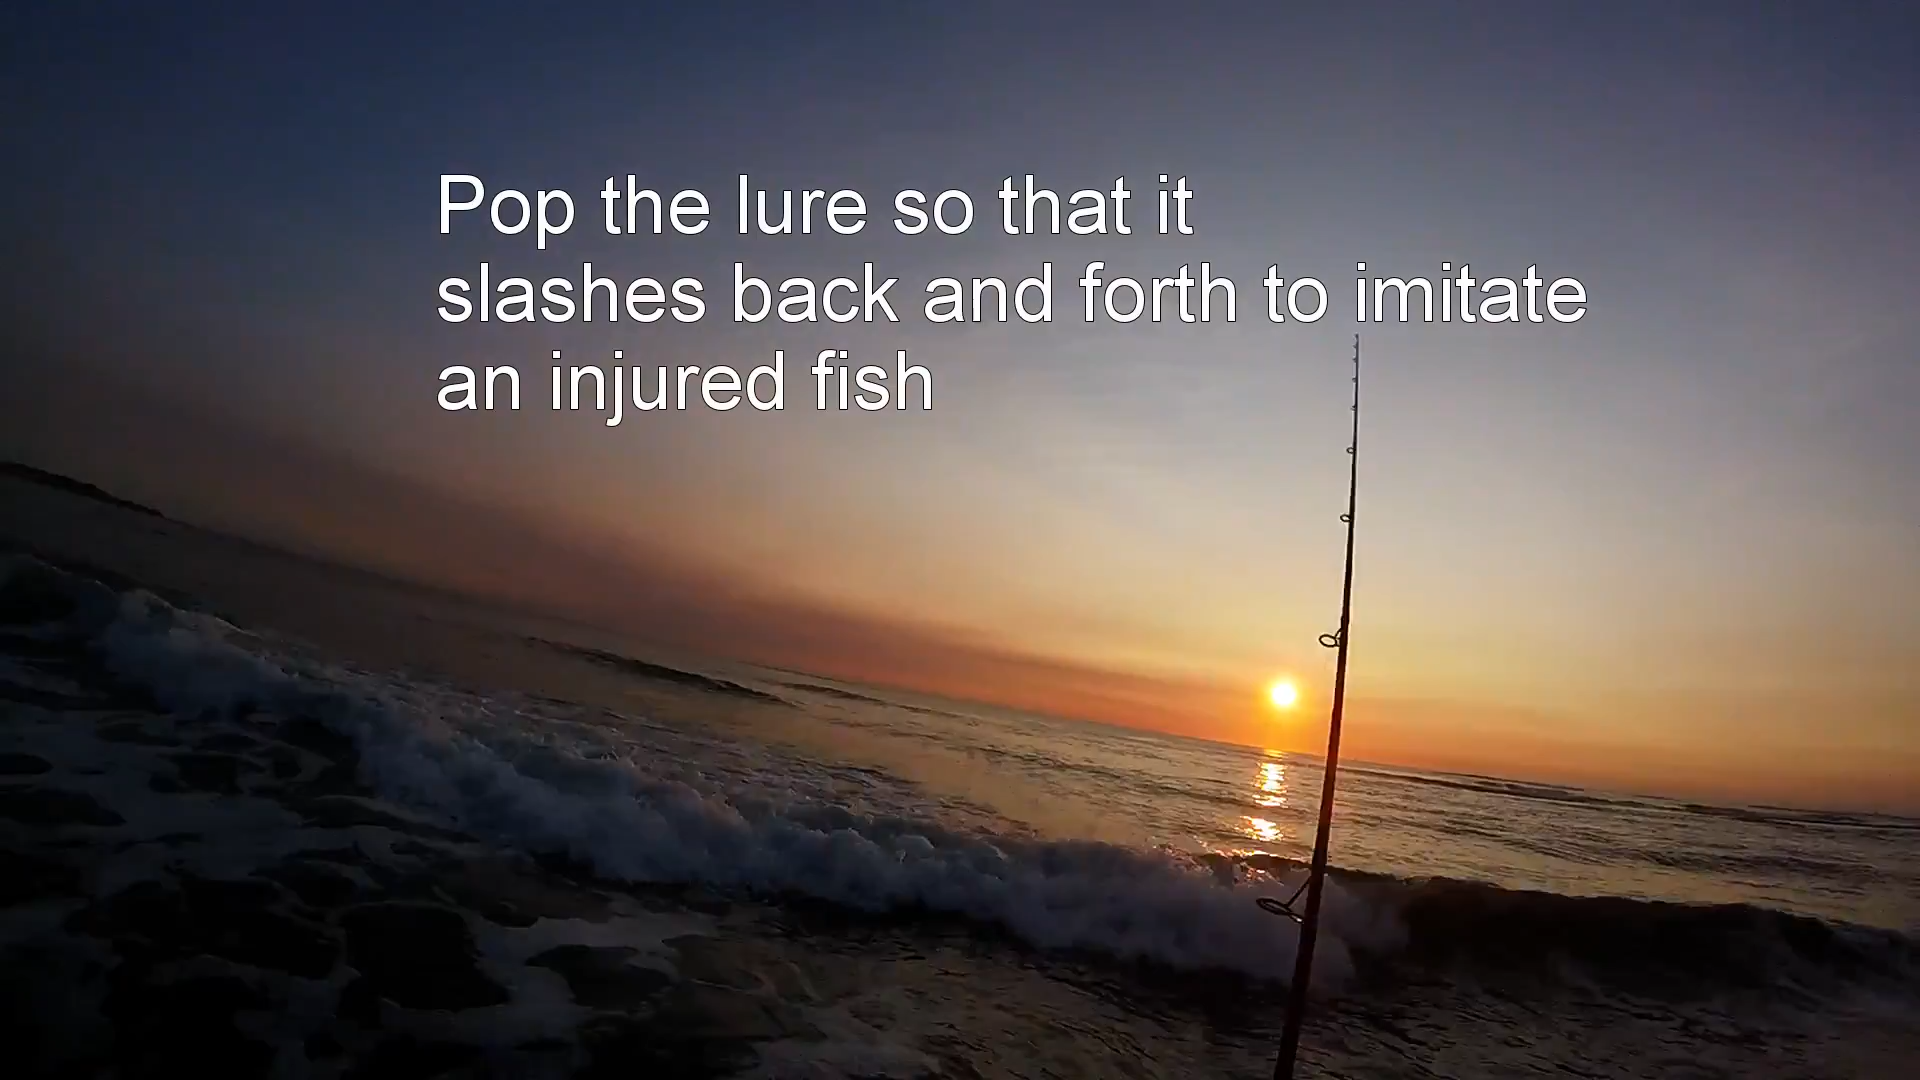 Pop the lure so that it
slashes back and forth to imitate
an injured fish